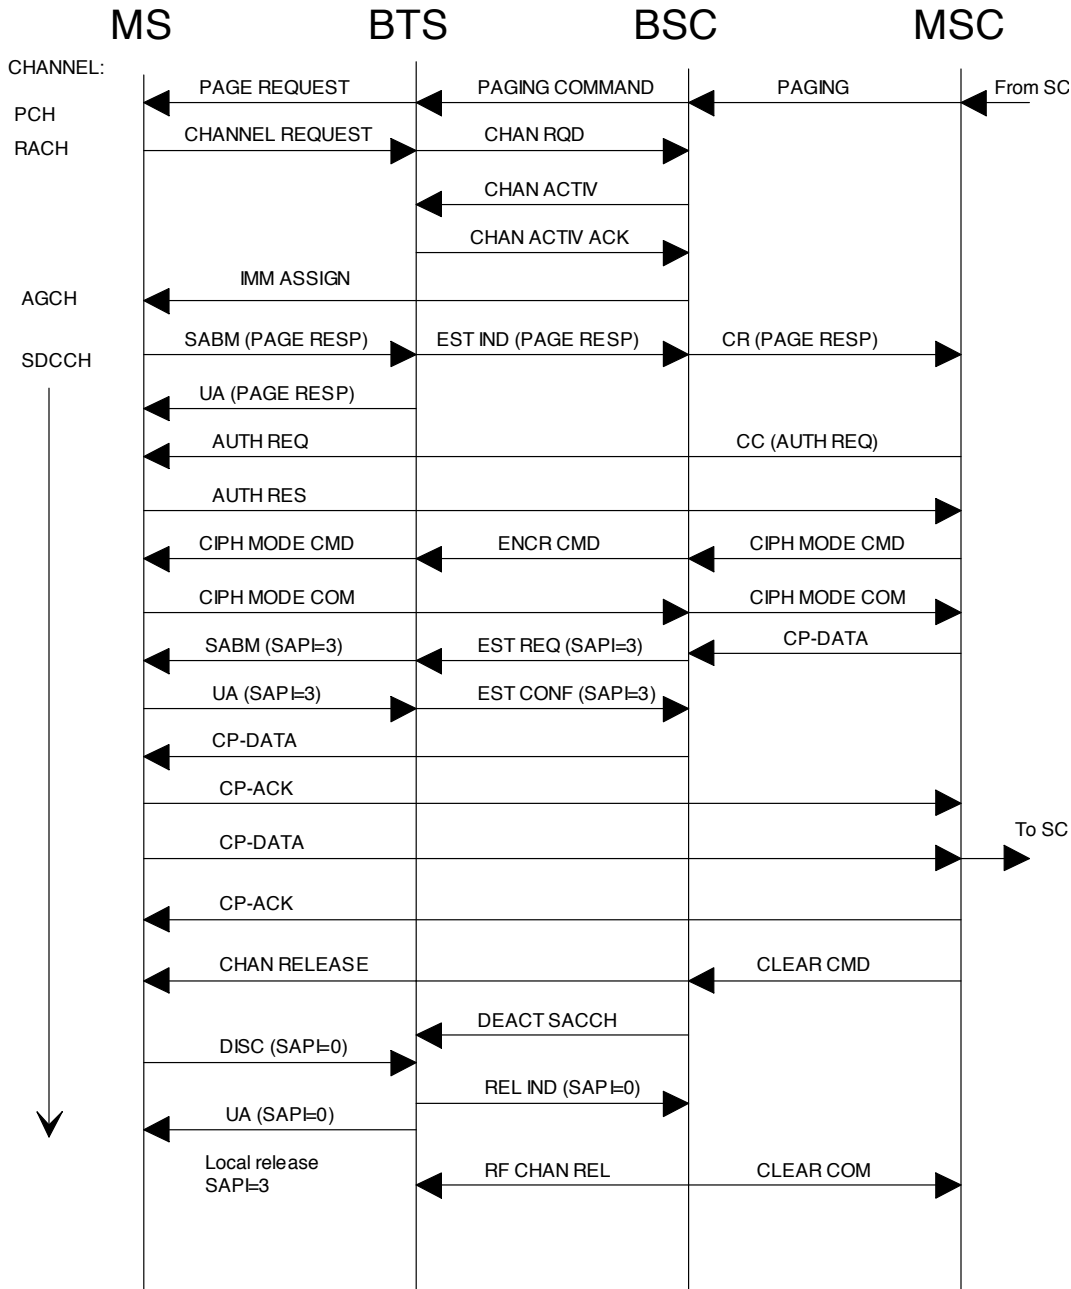 MS BTS BSC MSC
CHANNEL:
PAGE REQUEST PAGING COMMAND PAGING From SC
PCH
RACH CHANNEL REQUEST CHAN RQD
CHAN ACTIV
CHAN ACTIV ACK
IMM ASSIGN
AGCH
SABM (PAGE RESP) EST IND (PAGE RESP) CR (PAGE RESP)
SDCCH
UA (PAGE RESP)
AUTH REQ CC (AUTH REQ)
AUTH RES
CIPH MODE CMD ENCR CMD CIPH MODE CMD
CIPH MODE COM CIPH MODE COM
SABM (SAPI=3) EST REQ (SAPI=3) CP-DATA
UA (SAPI=3) EST CONF (SAPI=3)
CP-DATA
CP-ACK
CP-DATA To SC
CP-ACK
CHAN RELEASE CLEAR CMD
DEACT SACCH
DISC (SAPI=0)
REL IND (SAPI=0)
UA (SAPI=0)
Local release
SAPI=3
RF CHAN REL CLEAR COM